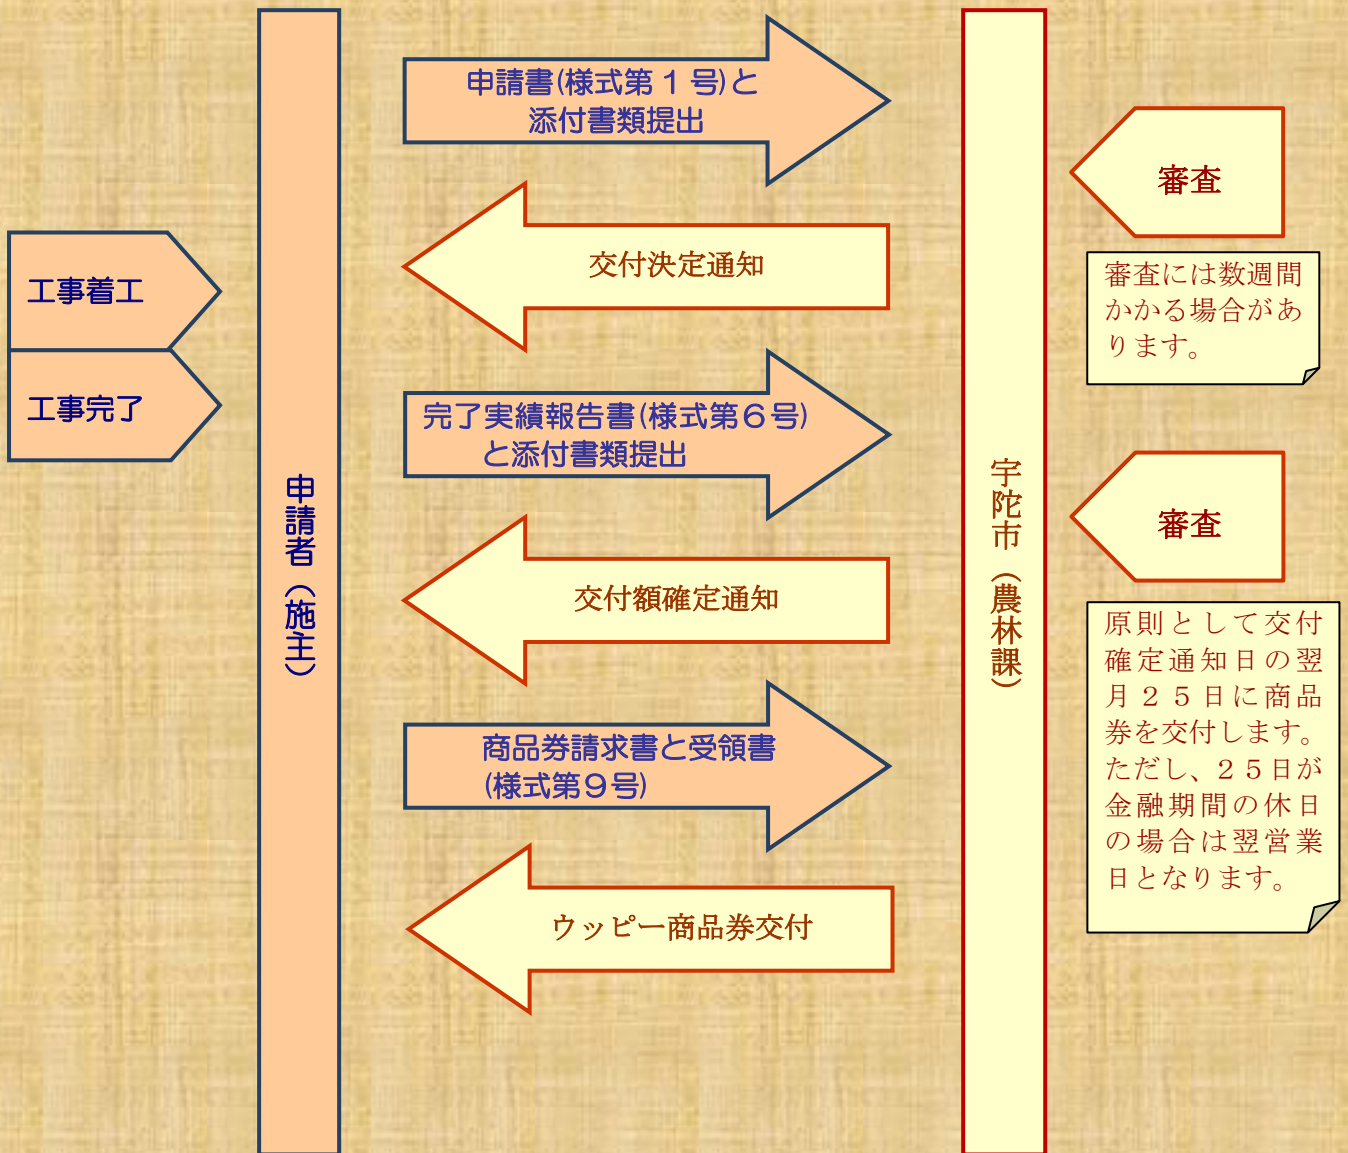 申請書(様式第１号)と
添付書類提出
審査
審査には数週間
かかる場合があ
ります。
交付決定通知
工事着工
工事完了
完了実績報告書(様式第６号)
と添付書類提出
申請者（施主）
宇陀市（農林課）
審査
交付額確定通知
原則として交付
確定通知日の翌
月２５日に商品
券を交付します。
ただし、２５日が
金融期間の休日
の場合は翌営業
日となります。
商品券請求書と受領書
(様式第９号)
ウッピー商品券交付